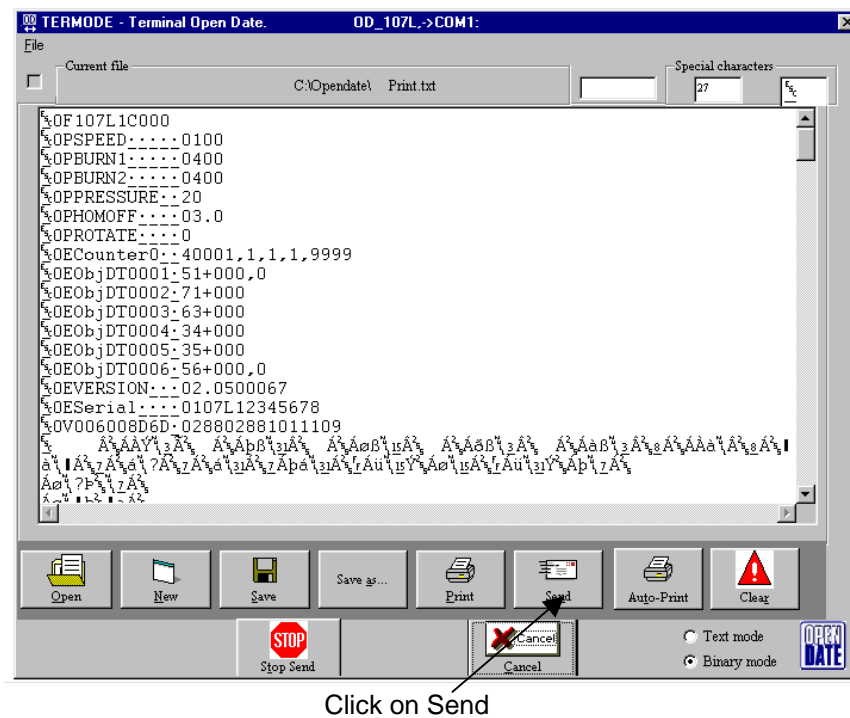 TERMODE - Terminal Open Date. OD_107L,->COM1:
File
Current file
C:\Opendate\ Print.txt
Special characters
27
␛
␛0F107L1C000
␛0PSPEED·····0100
␛0PBURN1·····0400
␛0PBURN2·····0400
␛0PPRESSURE··20
␛0PHOMOFF····03.0
␛0PROTATE····0
␛0ECounter0··40001,1,1,1,9999
␛0EObjDT0001·51+000,0
␛0EObjDT0002·71+000
␛0EObjDT0003·63+000
␛0EObjDT0004·34+000
␛0EObjDT0005·35+000
␛0EObjDT0006·56+000,0
␛0EVERSION···02.0500067
␛0ESerial····0107L12345678
␛0V006008D6D·028802881011109
Open
New
Save
Save as...
Print
Send
Auto-Print
Clear
STOP
Stop Send
Cancel
Cancel
Text mode
Binary mode
OPEN
DATE
Click on Send